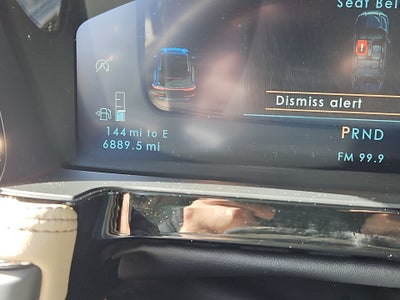 Seat Bel
Dismiss alert
144 mi to E
6889.5 mi
PRND
FM 99.9